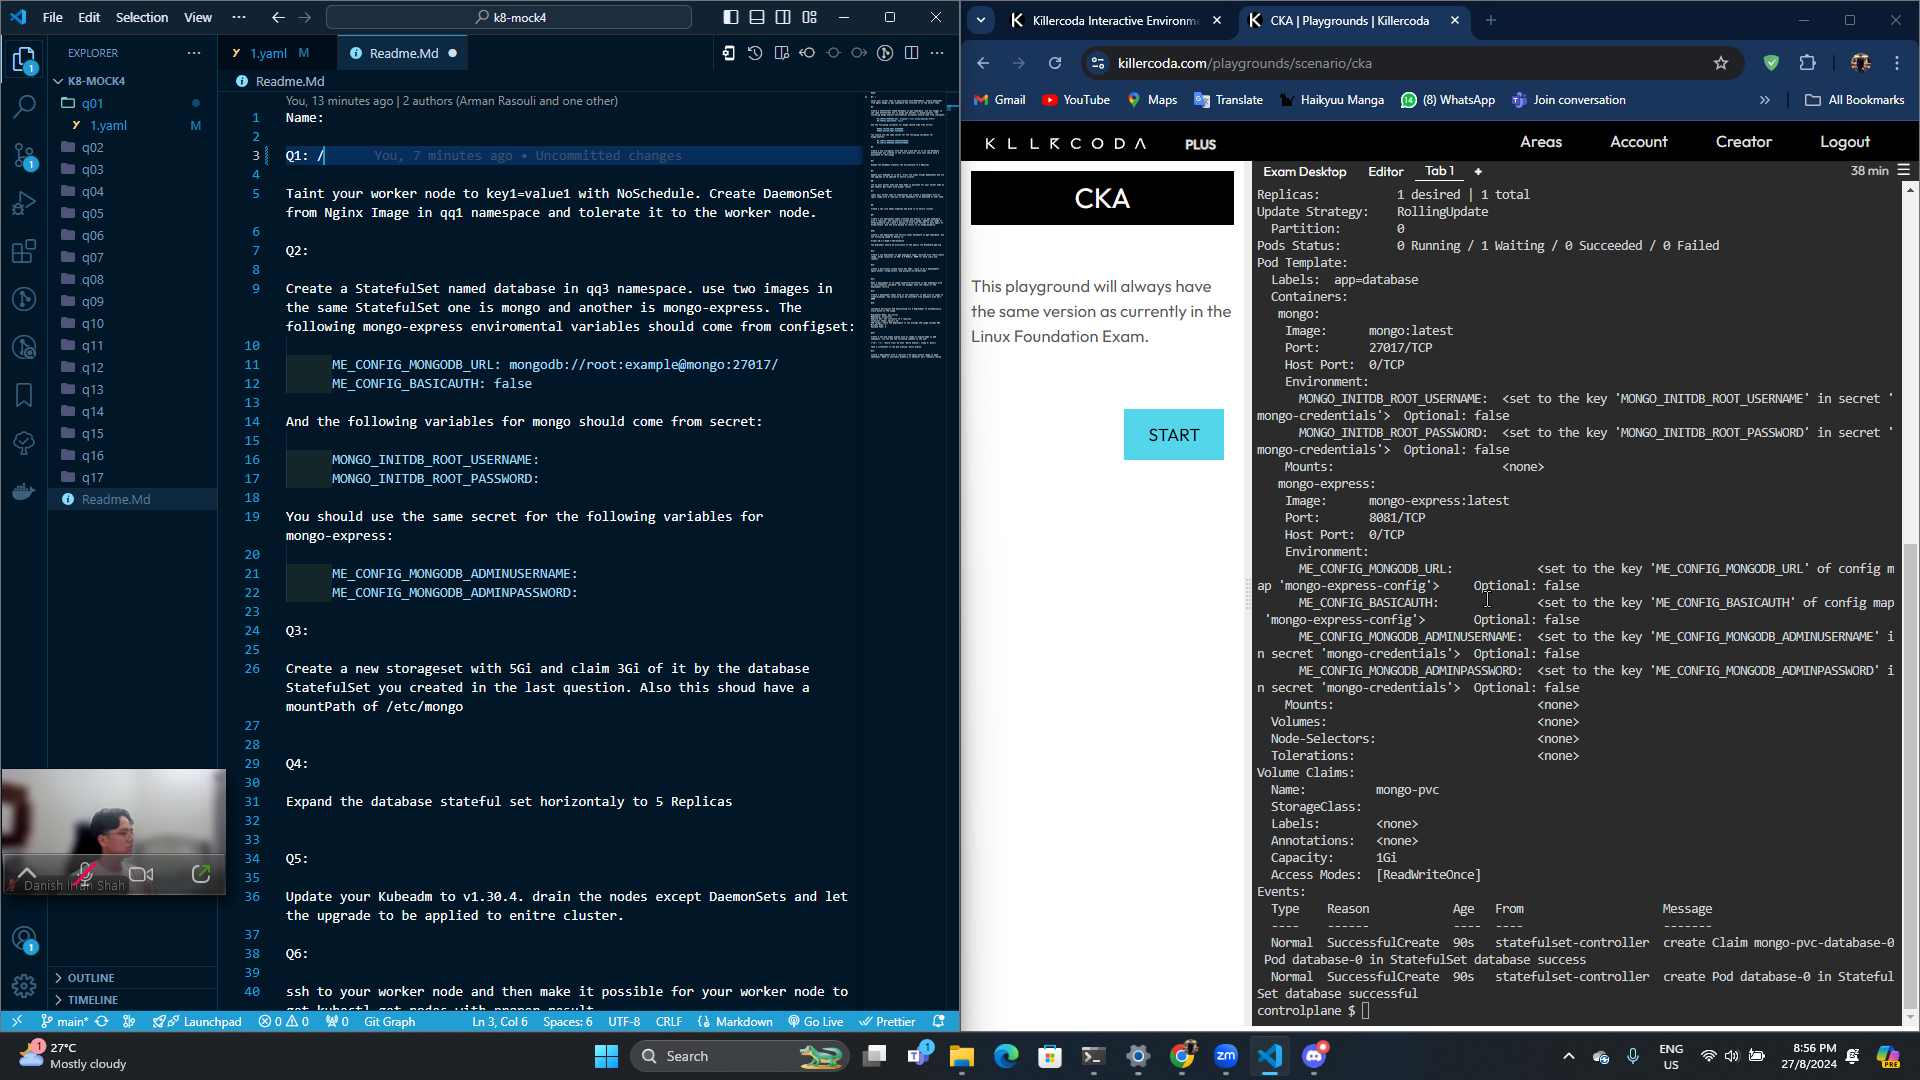 File Edit Selection View ··· k8-mock4
EXPLORER ···
K8-MOCK4
q01
1.yaml M
q02
q03
q04
q05
q06
q07
q08
q09
q10
q11
q12
q13
q14
q15
q16
q17
Readme.Md
OUTLINE
TIMELINE
1.yaml M
Readme.Md
Readme.Md
You, 13 minutes ago | 2 authors (Arman Rasouli and one other)
1 Name:
2
3 Q1: / You, 7 minutes ago • Uncommitted changes
4
5 Taint your worker node to key1=value1 with NoSchedule. Create DaemonSet
from Nginx Image in qq1 namespace and tolerate it to the worker node.
6
7 Q2:
8
9 Create a StatefulSet named database in qq3 namespace. use two images in
the same StatefulSet one is mongo and another is mongo-express. The
following mongo-express enviromental variables should come from configset:
10
11 ME_CONFIG_MONGODB_URL: mongodb://root:example@mongo:27017/
12 ME_CONFIG_BASICAUTH: false
13
14 And the following variables for mongo should come from secret:
15
16 MONGO_INITDB_ROOT_USERNAME:
17 MONGO_INITDB_ROOT_PASSWORD:
18
19 You should use the same secret for the following variables for
mongo-express:
20
21 ME_CONFIG_MONGODB_ADMINUSERNAME:
22 ME_CONFIG_MONGODB_ADMINPASSWORD:
23
24 Q3:
25
26 Create a new storageset with 5Gi and claim 3Gi of it by the database
StatefulSet you created in the last question. Also this shoud have a
mountPath of /etc/mongo
27
28
29 Q4:
30
31 Expand the database stateful set horizontaly to 5 Replicas
32
33
34 Q5:
35
36 Update your Kubeadm to v1.30.4. drain the nodes except DaemonSets and let
the upgrade to be applied to enitre cluster.
37
38 Q6:
39
40 ssh to your worker node and then make it possible for your worker node to
get kubectl get nodes with proper result
Danish Irfan Shah
main* Launchpad 0 0 0 Git Graph Ln 3, Col 6 Spaces: 6 UTF-8 CRLF Markdown Go Live Prettier
Killercoda Interactive Environm
CKA | Playgrounds | Killercoda
killercoda.com/playgrounds/scenario/cka
Gmail YouTube Maps Translate Haikyuu Manga (8) WhatsApp Join conversation All Bookmarks
KILLERCODA PLUS Areas Account Creator Logout
CKA
This playground will always have
the same version as currently in the
Linux Foundation Exam.
START
Exam Desktop Editor Tab 1 + 38 min
Replicas: 1 desired | 1 total
Update Strategy: RollingUpdate
Partition: 0
Pods Status: 0 Running / 1 Waiting / 0 Succeeded / 0 Failed
Pod Template:
Labels: app=database
Containers:
mongo:
Image: mongo:latest
Port: 27017/TCP
Host Port: 0/TCP
Environment:
MONGO_INITDB_ROOT_USERNAME: <set to the key 'MONGO_INITDB_ROOT_USERNAME' in secret '
mongo-credentials'> Optional: false
MONGO_INITDB_ROOT_PASSWORD: <set to the key 'MONGO_INITDB_ROOT_PASSWORD' in secret '
mongo-credentials'> Optional: false
Mounts: <none>
mongo-express:
Image: mongo-express:latest
Port: 8081/TCP
Host Port: 0/TCP
Environment:
ME_CONFIG_MONGODB_URL: <set to the key 'ME_CONFIG_MONGODB_URL' of config m
ap 'mongo-express-config'> Optional: false
ME_CONFIG_BASICAUTH: <set to the key 'ME_CONFIG_BASICAUTH' of config map
'mongo-express-config'> Optional: false
ME_CONFIG_MONGODB_ADMINUSERNAME: <set to the key 'ME_CONFIG_MONGODB_ADMINUSERNAME' i
n secret 'mongo-credentials'> Optional: false
ME_CONFIG_MONGODB_ADMINPASSWORD: <set to the key 'ME_CONFIG_MONGODB_ADMINPASSWORD' i
n secret 'mongo-credentials'> Optional: false
Mounts: <none>
Volumes: <none>
Node-Selectors: <none>
Tolerations: <none>
Volume Claims:
Name: mongo-pvc
StorageClass:
Labels: <none>
Annotations: <none>
Capacity: 1Gi
Access Modes: [ReadWriteOnce]
Events:
Type Reason Age From Message
---- ------ ---- ---- -------
Normal SuccessfulCreate 90s statefulset-controller create Claim mongo-pvc-database-0
Pod database-0 in StatefulSet database success
Normal SuccessfulCreate 90s statefulset-controller create Pod database-0 in Stateful
Set database successful
controlplane $
27°C
Mostly cloudy
Search
ENG
US
8:56 PM
27/8/2024